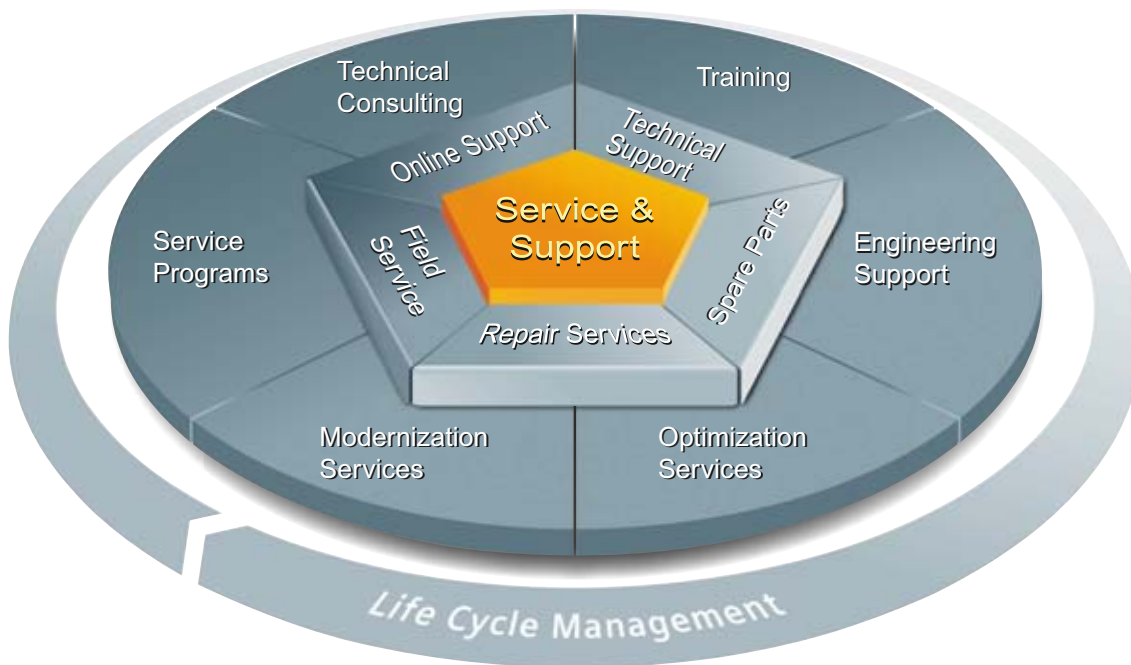 Technical
Consulting
Training
Online Support
Technical
Support
Service &
Support
Service
Programs
Field
Service
Spare Parts
Engineering
Support
Repair Services
Modernization
Services
Optimization
Services
Life Cycle Management